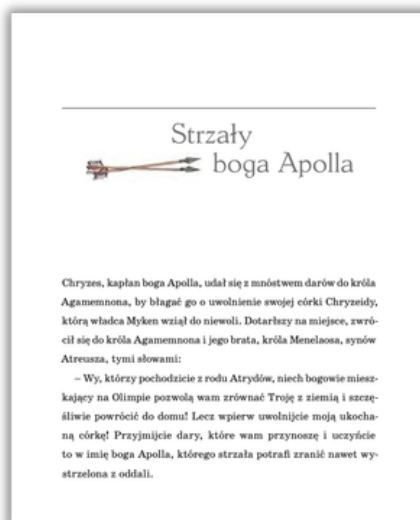 Strzały
boga Apolla
Chryzes, kapłan boga Apolla, udał się z mnóstwem darów do króla
Agamemnona, by błagać go o uwolnienie swojej córki Chryzeidy,
którą władca Myken wziął do niewoli. Dotarłszy na miejsce, zwró-
cił się do króla Agamemnona i jego brata, króla Menelaosa, synów
Atreusza, tymi słowami:
– Wy, którzy pochodzicie z rodu Atrydów, niech bogowie miesz-
kający na Olimpie pozwolą wam zrównać Troję z ziemią i szczę-
śliwie powrócić do domu! Lecz wpierw uwolnijcie moją ukocha-
ną córkę! Przyjmijcie dary, które wam przynoszę i uczyńcie
to w imię boga Apolla, którego strzała potrafi zranić nawet wy-
strzelona z oddali.